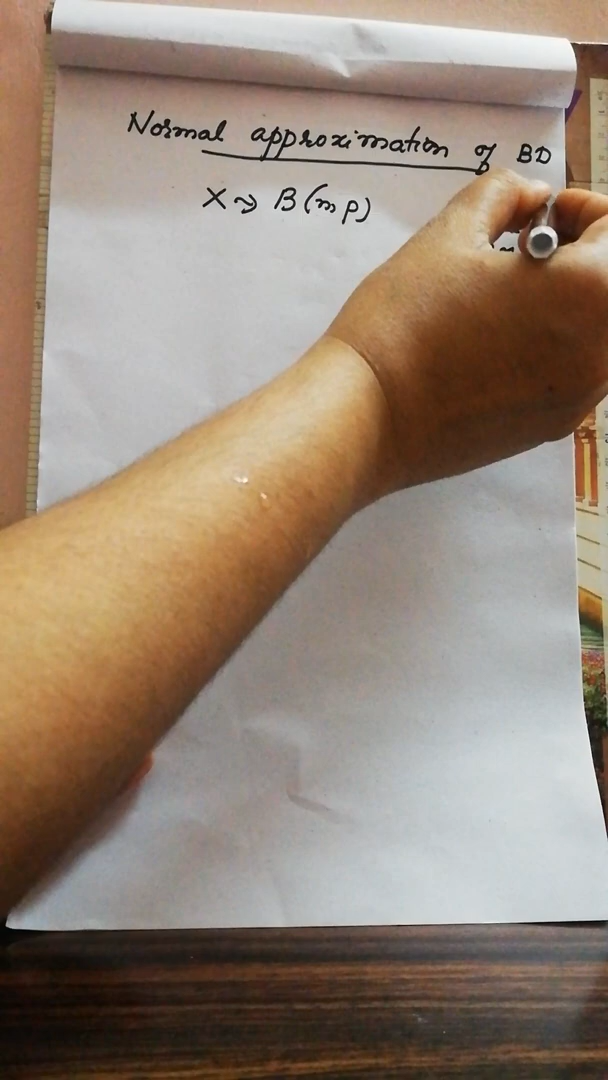 Normal approximation of BD
X ~> B(n p)